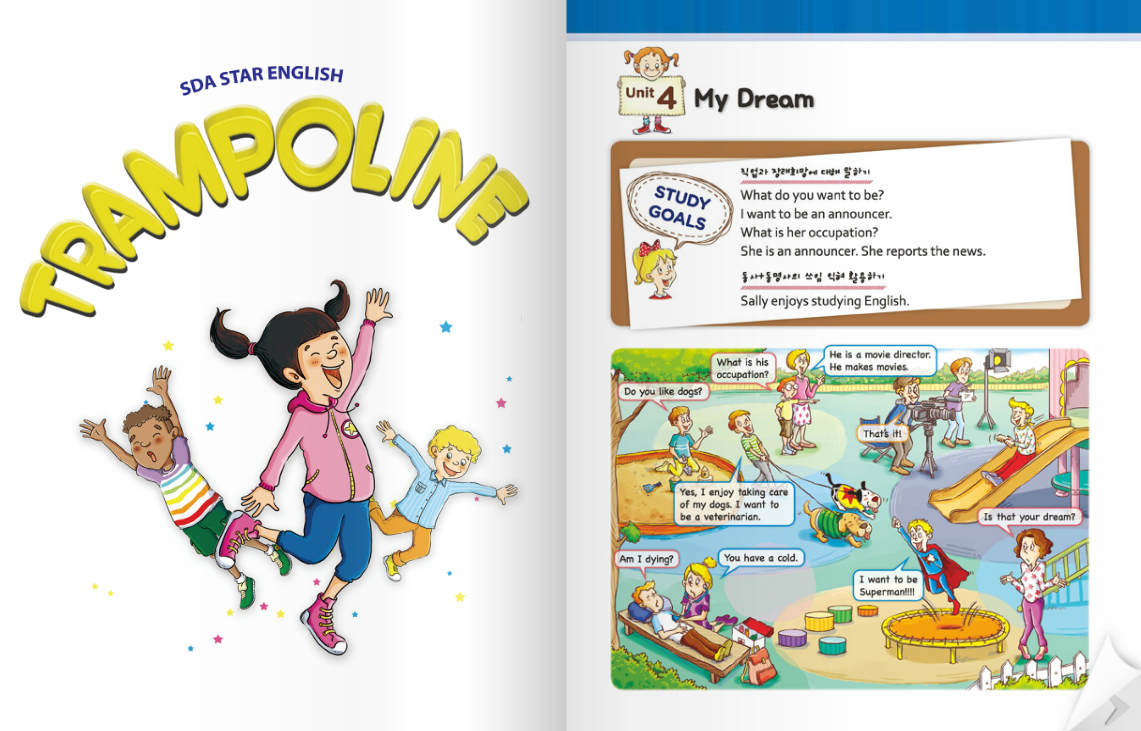 SDA STAR ENGLISH
TRAMPOLINE
Unit 4 My Dream
STUDY
GOALS
직업과 장래희망에 대해 말하기
What do you want to be?
I want to be an announcer.
What is her occupation?
She is an announcer. She reports the news.
동사+동명사의 쓰임 익혀 활용하기
Sally enjoys studying English.
What is his
occupation?
He is a movie director.
He makes movies.
Do you like dogs?
That's it!
Yes, I enjoy taking care
of my dogs. I want to
be a veterinarian.
Is that your dream?
Am I dying?
You have a cold.
I want to be
Superman!!!!